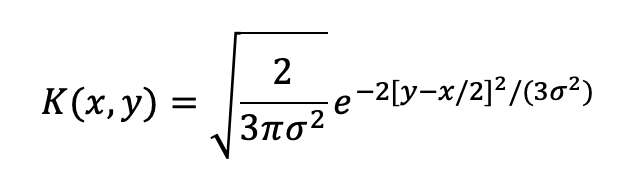 K(x, y) = √(2/(3πσ²)) e^(−2[y−x/2]²/(3σ²))